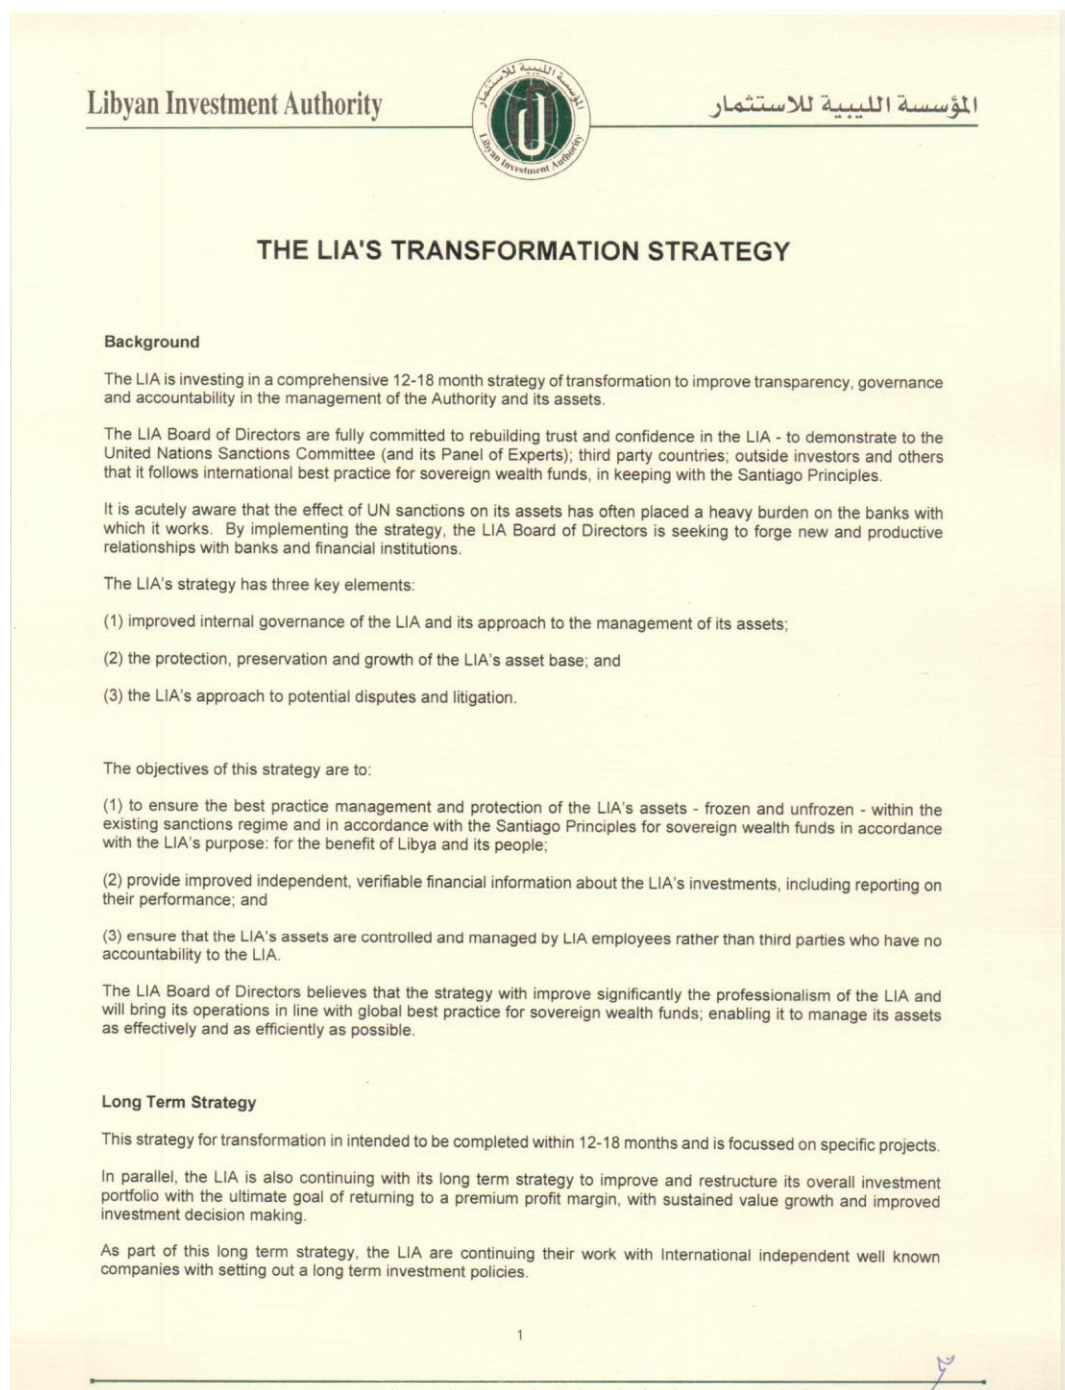 Libyan Investment Authority
المؤسسة الليبية للاستثمار
المؤسسة الليبية للاستثمار
Libyan Investment Authority
THE LIA'S TRANSFORMATION STRATEGY
Background
The LIA is investing in a comprehensive 12-18 month strategy of transformation to improve transparency, governance
and accountability in the management of the Authority and its assets.
The LIA Board of Directors are fully committed to rebuilding trust and confidence in the LIA - to demonstrate to the
United Nations Sanctions Committee (and its Panel of Experts); third party countries; outside investors and others
that it follows international best practice for sovereign wealth funds, in keeping with the Santiago Principles.
It is acutely aware that the effect of UN sanctions on its assets has often placed a heavy burden on the banks with
which it works. By implementing the strategy, the LIA Board of Directors is seeking to forge new and productive
relationships with banks and financial institutions.
The LIA's strategy has three key elements:
(1) improved internal governance of the LIA and its approach to the management of its assets;
(2) the protection, preservation and growth of the LIA's asset base; and
(3) the LIA's approach to potential disputes and litigation.
The objectives of this strategy are to:
(1) to ensure the best practice management and protection of the LIA's assets - frozen and unfrozen - within the
existing sanctions regime and in accordance with the Santiago Principles for sovereign wealth funds in accordance
with the LIA's purpose: for the benefit of Libya and its people;
(2) provide improved independent, verifiable financial information about the LIA's investments, including reporting on
their performance; and
(3) ensure that the LIA's assets are controlled and managed by LIA employees rather than third parties who have no
accountability to the LIA.
The LIA Board of Directors believes that the strategy with improve significantly the professionalism of the LIA and
will bring its operations in line with global best practice for sovereign wealth funds; enabling it to manage its assets
as effectively and as efficiently as possible.
Long Term Strategy
This strategy for transformation in intended to be completed within 12-18 months and is focussed on specific projects.
In parallel, the LIA is also continuing with its long term strategy to improve and restructure its overall investment
portfolio with the ultimate goal of returning to a premium profit margin, with sustained value growth and improved
investment decision making.
As part of this long term strategy, the LIA are continuing their work with International independent well known
companies with setting out a long term investment policies.
1